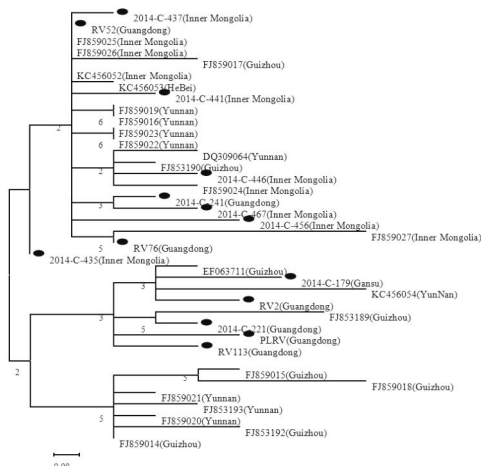 2014-C-437(Inner Mongolia)
RV52(Guangdong)
FJ859025(Inner Mongolia)
FJ859026(Inner Mongolia)
FJ859017(Guizhou)
KC456052(Inner Mongolia)
KC456053(HeBei)
2014-C-441(Inner Mongolia)
FJ859019(Yunnan)
2
6
FJ859016(Yunnan)
FJ859023(Yunnan)
6
FJ859022(Yunnan)
DQ309064(Yunnan)
FJ853190(Guizhou)
2
2014-C-446(Inner Mongolia)
FJ859024(Inner Mongolia)
2014-C-241(Guangdong)
3
2014-C-467(Inner Mongolia)
2014-C-456(Inner Mongolia)
FJ859027(Inner Mongolia)
5
RV76(Guangdong)
2014-C-435(Inner Mongolia)
EF063711(Guizhou)
3
2014-C-179(Gansu)
KC456054(YunNan)
RV2(Guangdong)
FJ853189(Guizhou)
3
5
2014-C-221(Guangdong)
PLRV(Guangdong)
RV113(Guangdong)
2
FJ859015(Guizhou)
5
FJ859018(Guizhou)
FJ859021(Yunnan)
FJ853193(Yunnan)
5
FJ859020(Yunnan)
FJ853192(Guizhou)
FJ859014(Guizhou)